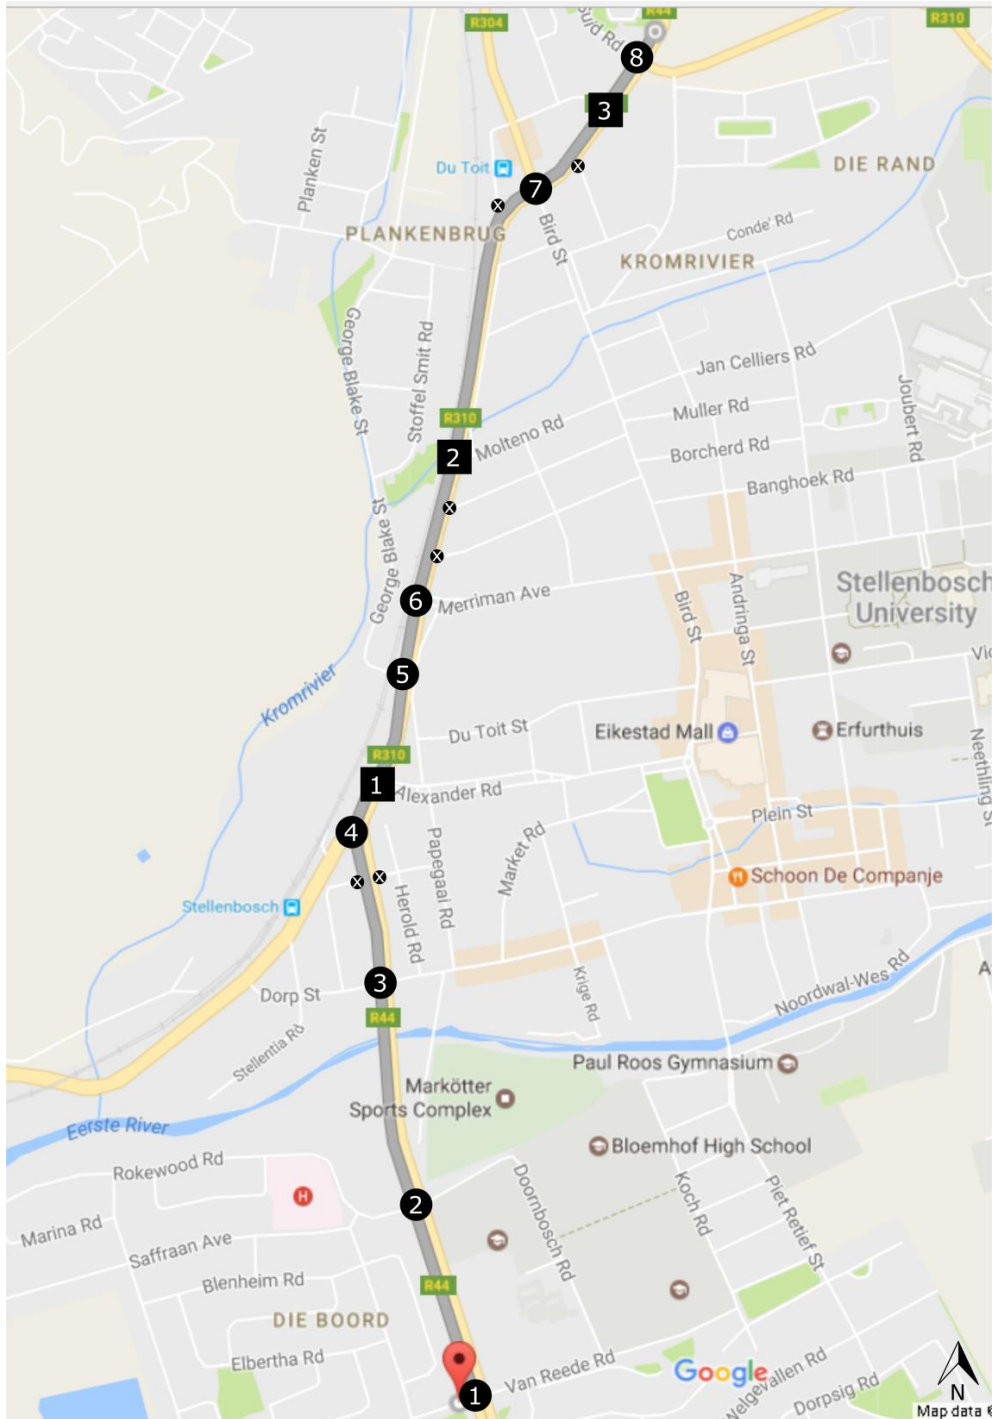 R304
R44
R310
Suid Rd
8
3
Planken St
Du Toit
X
DIE RAND
7
X
PLANKENBRUG
Bird St
Conde' Rd
KROMRIVIER
George Blake St
Stoffel Smit Rd
Jan Celliers Rd
Joubert Rd
Muller Rd
R310
Molteno Rd
2
Borcherd Rd
Banghoek Rd
X
George Blake St
X
Stellenbosch
University
Andringa St
Bird St
6
Merriman Ave
Vic
5
Kromrivier
Du Toit St
Eikestad Mall
Erfurthuis
Neethling St
R310
1
Alexander Rd
Plein St
4
Papegaai Rd
Market Rd
X
X
Schoon De Companje
Herold Rd
Stellenbosch
Noordwal-Wes Rd
A
3
Krige Rd
Dorp St
R44
Stellentia Rd
Paul Roos Gymnasium
Markötter
Sports Complex
Eerste River
Bloemhof High School
Rokewood Rd
H
Doornbosch Rd
Koch Rd
Piet Retief St
2
Marina Rd
Saffraan Ave
Blenheim Rd
R44
DIE BOORD
Elbertha Rd
Van Reede Rd
Google
Welgevallen Rd
1
Dorpsig Rd
N
Map data ©